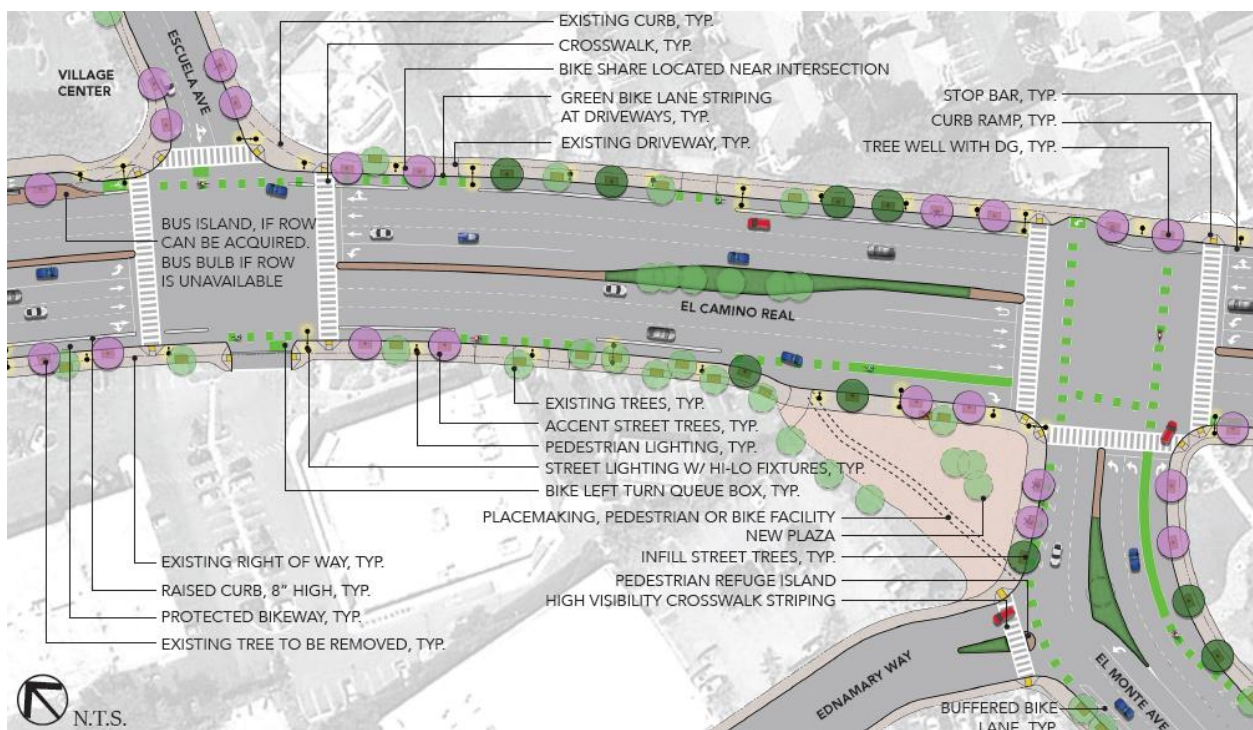 EXISTING CURB, TYP.
CROSSWALK, TYP.
BIKE SHARE LOCATED NEAR INTERSECTION
GREEN BIKE LANE STRIPING
AT DRIVEWAYS, TYP.
EXISTING DRIVEWAY, TYP.
STOP BAR, TYP.
CURB RAMP, TYP.
TREE WELL WITH DG, TYP.
VILLAGE
CENTER
ESCUELA AVE
BUS ISLAND, IF ROW
CAN BE ACQUIRED.
BUS BULB IF ROW
IS UNAVAILABLE
EL CAMINO REAL
EXISTING TREES, TYP.
ACCENT STREET TREES, TYP.
PEDESTRIAN LIGHTING, TYP.
STREET LIGHTING W/ HI-LO FIXTURES, TYP.
BIKE LEFT TURN QUEUE BOX, TYP.
PLACEMAKING, PEDESTRIAN OR BIKE FACILITY
NEW PLAZA
INFILL STREET TREES, TYP.
PEDESTRIAN REFUGE ISLAND
HIGH VISIBILITY CROSSWALK STRIPING
EXISTING RIGHT OF WAY, TYP.
RAISED CURB, 8" HIGH, TYP.
PROTECTED BIKEWAY, TYP.
EXISTING TREE TO BE REMOVED, TYP.
EDNAMARY WAY
EL MONTE AVE
BUFFERED BIKE
LANE, TYP.
N.T.S.